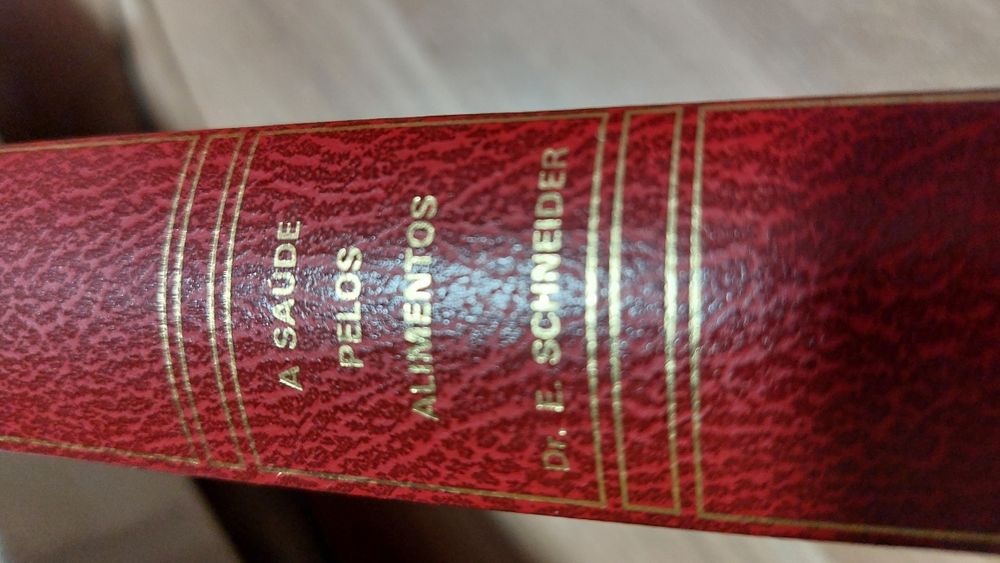 A SAUDE
PELOS
ALIMENTOS
Dr. E. SCHNEIDER